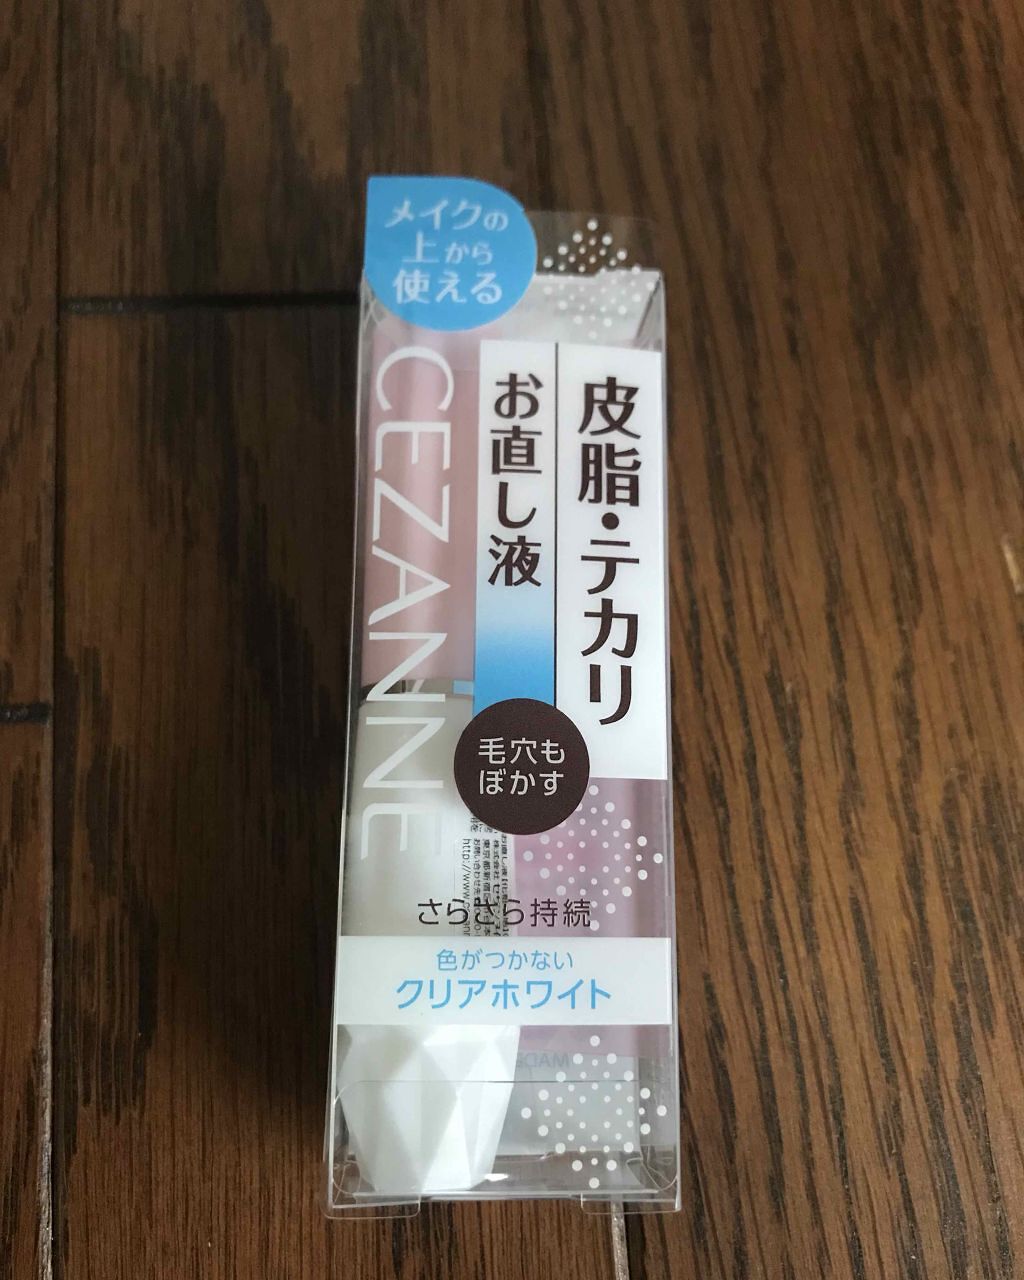 メイクの
上から
使える
CEZANNE
皮脂・テカリ
お直し液
毛穴も
ぼかす
さらさら持続
色がつかない
クリアホワイト